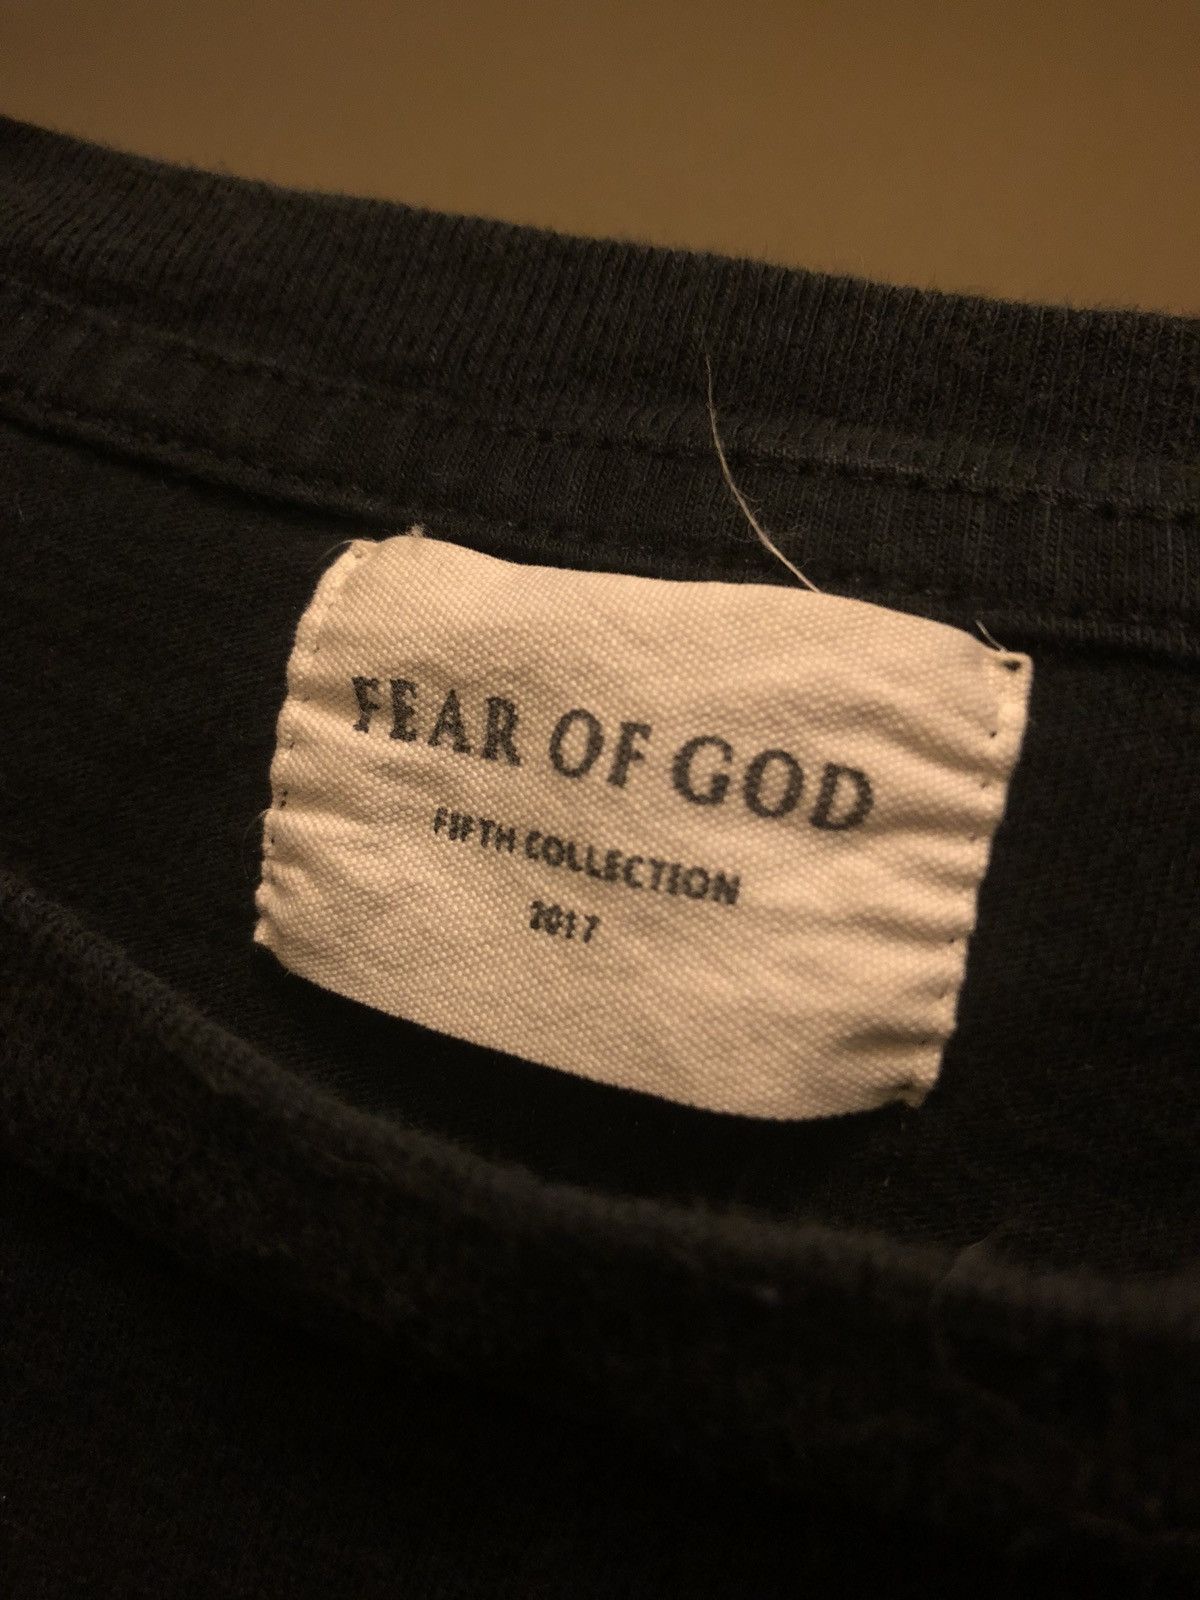 FEAR OF GOD
FIFTH COLLECTION
2017